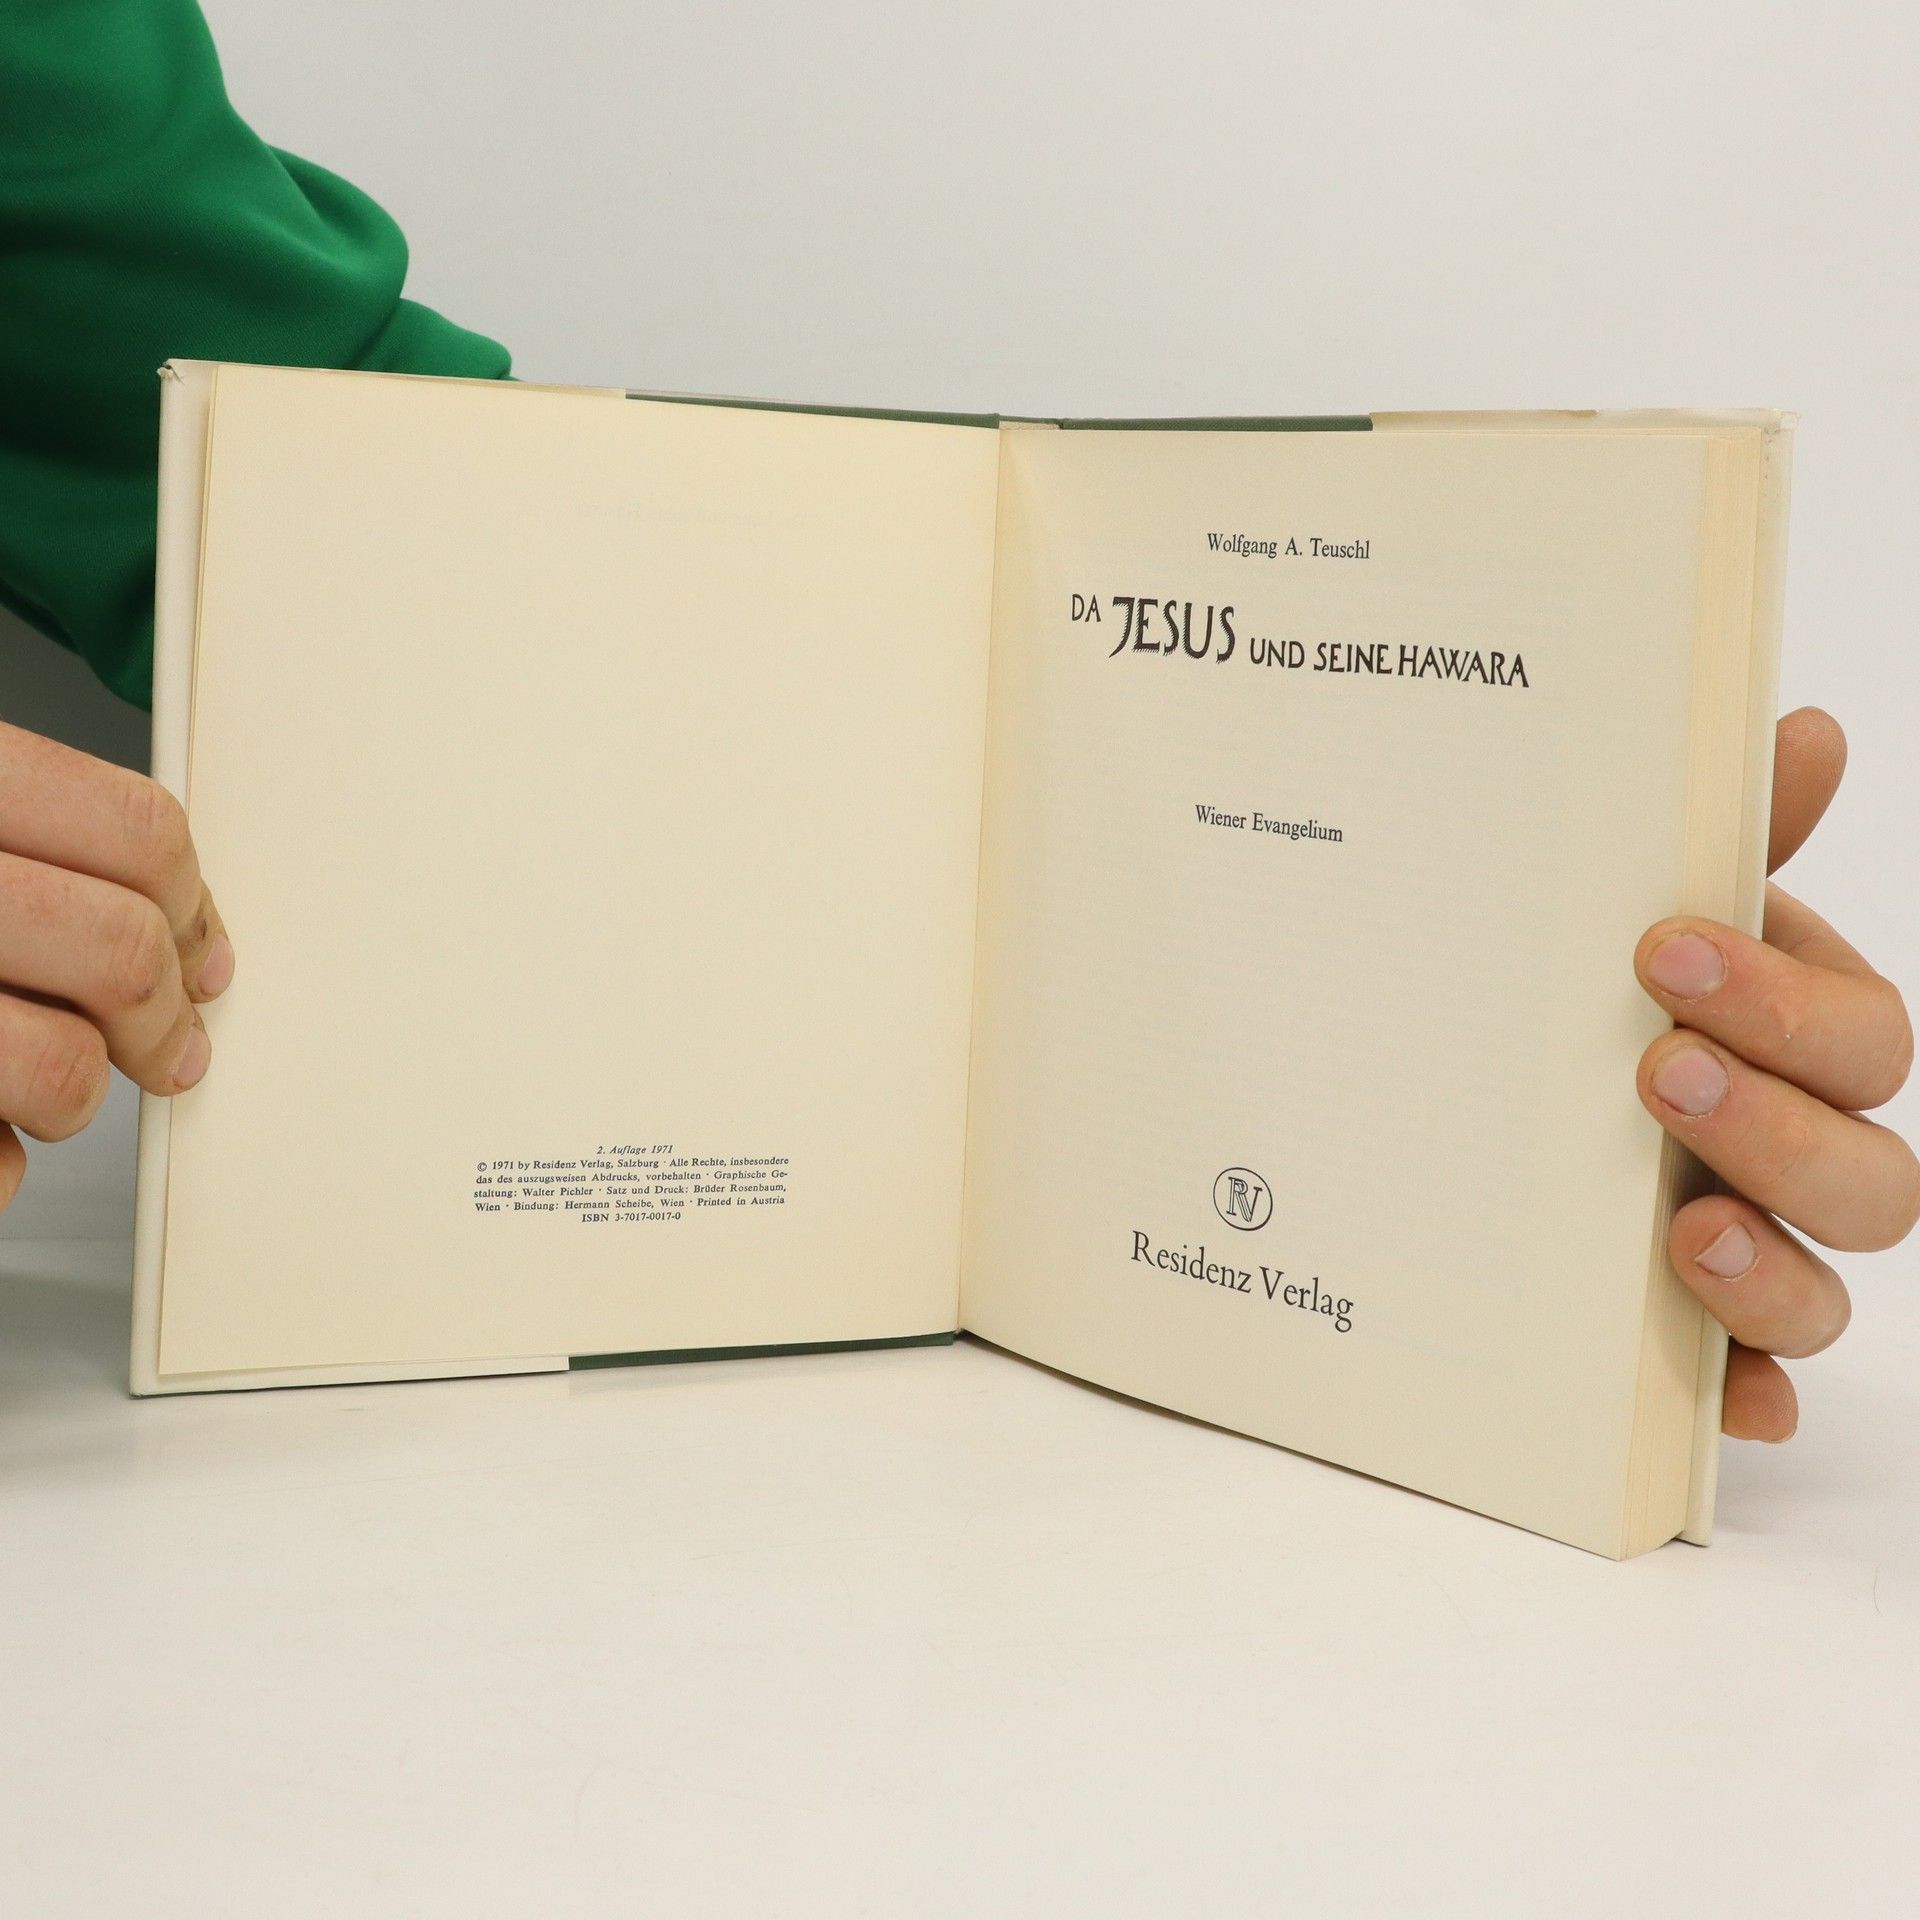 2. Auflage 1971
© 1971 by Residenz Verlag, Salzburg · Alle Rechte, insbesondere
das des auszugsweisen Abdrucks, vorbehalten · Graphische Ge-
staltung: Walter Pichler · Satz und Druck: Brüder Rosenbaum,
Wien · Bindung: Hermann Scheibe, Wien · Printed in Austria
ISBN 3-7017-0017-0
Wolfgang A. Teuschl
DA JESUS UND SEINE HAWARA
Wiener Evangelium
RV
Residenz Verlag